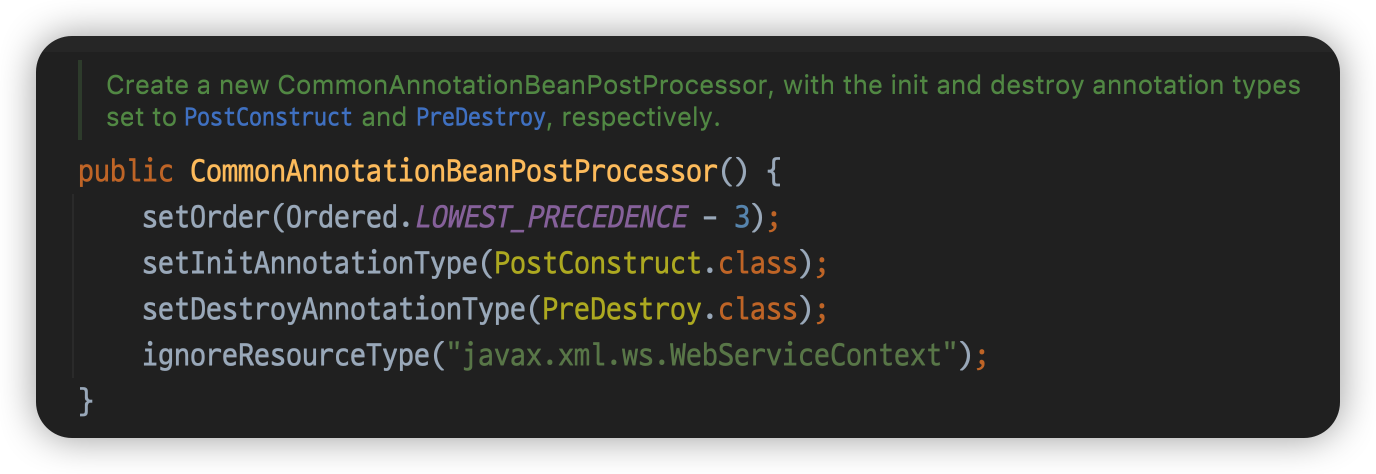 Create a new CommonAnnotationBeanPostProcessor, with the init and destroy annotation types
set to PostConstruct and PreDestroy, respectively.
public CommonAnnotationBeanPostProcessor() {
    setOrder(Ordered.LOWEST_PRECEDENCE - 3);
    setInitAnnotationType(PostConstruct.class);
    setDestroyAnnotationType(PreDestroy.class);
    ignoreResourceType("javax.xml.ws.WebServiceContext");
}